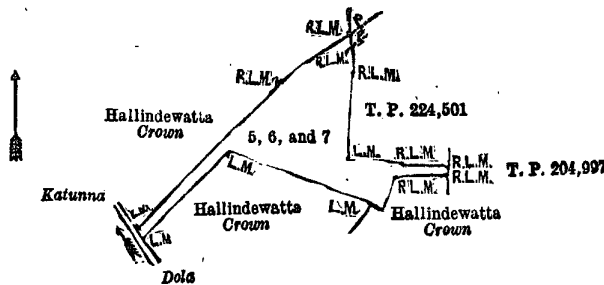 R.L.M.
R.L.M.
R.L.M.
R.L.M.
T. P. 224,501
Hallindewatta
Crown
5, 6, and 7
L.M.
R.L.M.
R.L.M.
R.L.M.
T. P. 204,997
L.M.
R.L.M.
Katunna
L.M.
Hallindewatta
Crown
L.M.
Hallindewatta
Crown
L.M
Dola